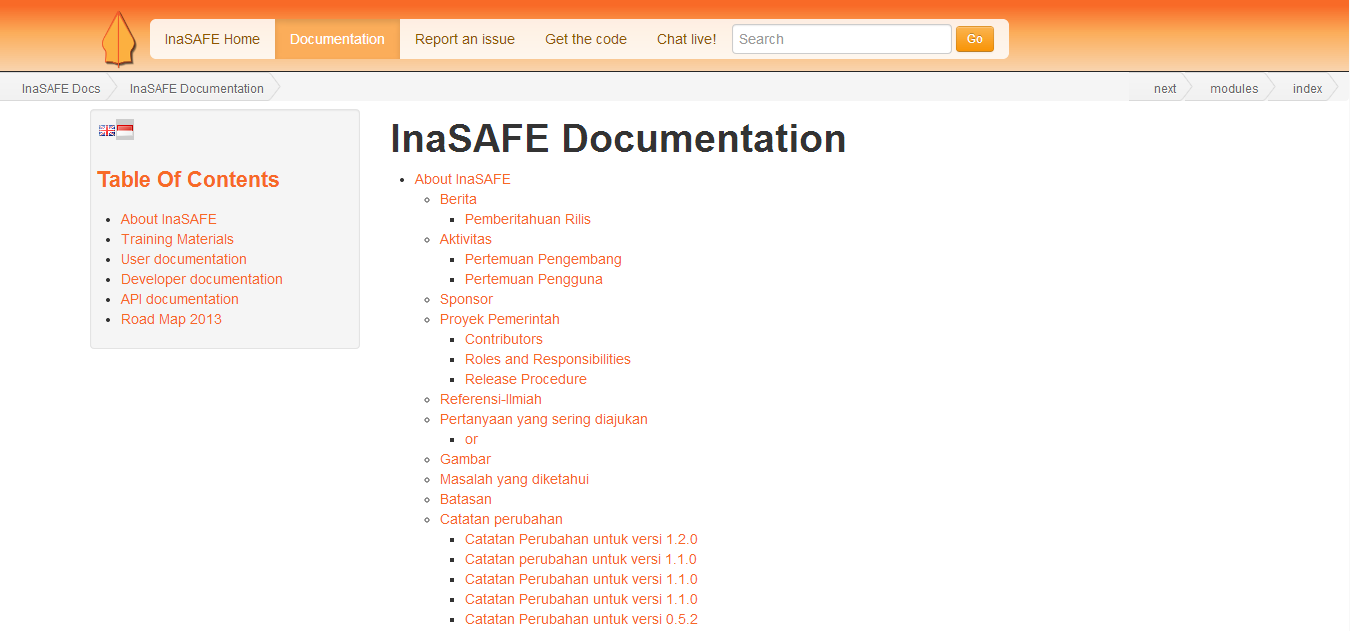 InaSAFE Home Documentation Report an issue Get the code Chat live! Search Go
InaSAFE Docs InaSAFE Documentation next modules index
Table Of Contents
About InaSAFE
Training Materials
User documentation
Developer documentation
API documentation
Road Map 2013
InaSAFE Documentation
About InaSAFE
Berita
Pemberitahuan Rilis
Aktivitas
Pertemuan Pengembang
Pertemuan Pengguna
Sponsor
Proyek Pemerintah
Contributors
Roles and Responsibilities
Release Procedure
Referensi-Ilmiah
Pertanyaan yang sering diajukan
or
Gambar
Masalah yang diketahui
Batasan
Catatan perubahan
Catatan Perubahan untuk versi 1.2.0
Catatan perubahan untuk versi 1.1.0
Catatan Perubahan untuk versi 1.1.0
Catatan Perubahan untuk versi 1.1.0
Catatan Perubahan untuk versi 0.5.2